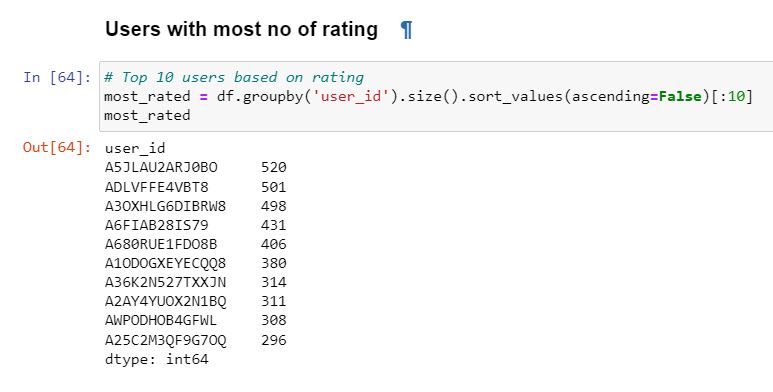 Users with most no of rating ¶
In [64]: # Top 10 users based on rating
most_rated = df.groupby('user_id').size().sort_values(ascending=False)[:10]
most_rated
Out[64]: user_id
A5JLAU2ARJ0BO 520
ADLVFFE4VBT8 501
A3OXHLG6DIBRW8 498
A6FIAB28IS79 431
A680RUE1FDO8B 406
A1ODOGXEYECQQ8 380
A36K2N527TXXJN 314
A2AY4YUOX2N1BQ 311
AWPODHOB4GFWL 308
A25C2M3QF9G7OQ 296
dtype: int64